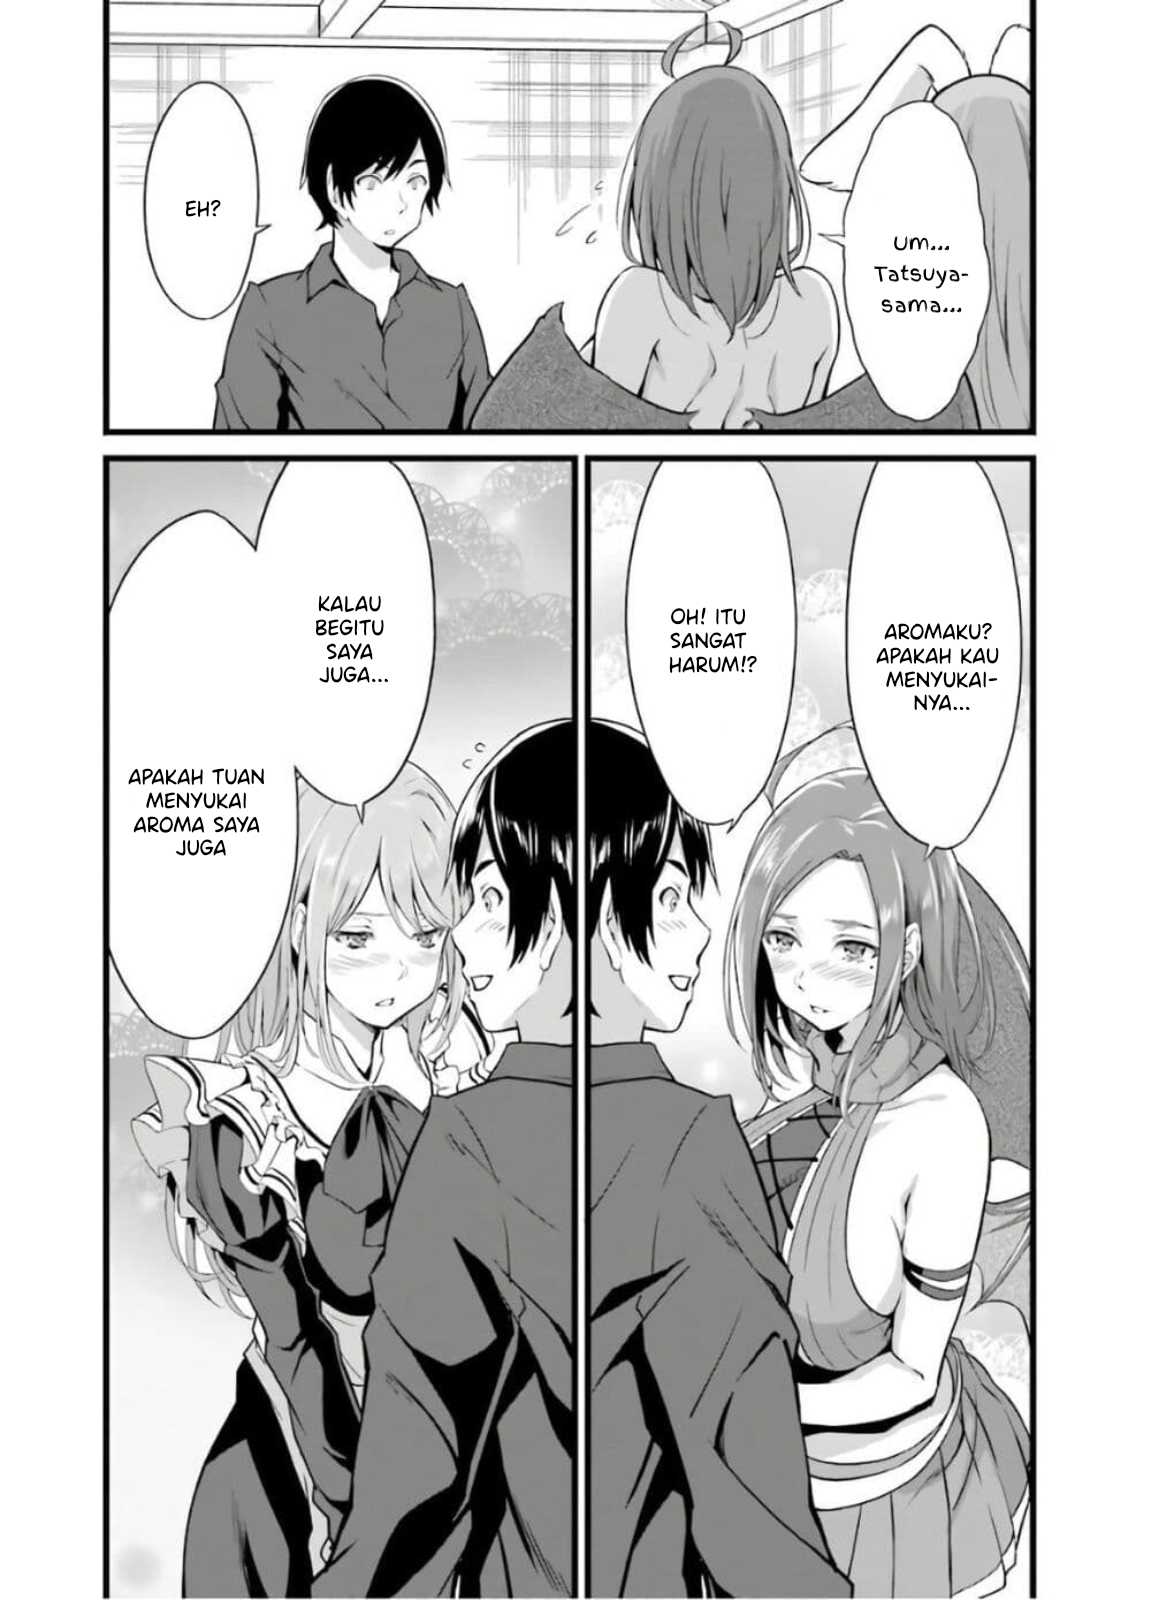 Um...
Tatsuya-
sama...
EH?
AROMAKU?
APAKAH KAU
MENYUKAI-
NYA...
OH! ITU
SANGAT
HARUM!?
KALAU
BEGITU
SAYA
JUGA...
APAKAH TUAN
MENYUKAI
AROMA SAYA
JUGA